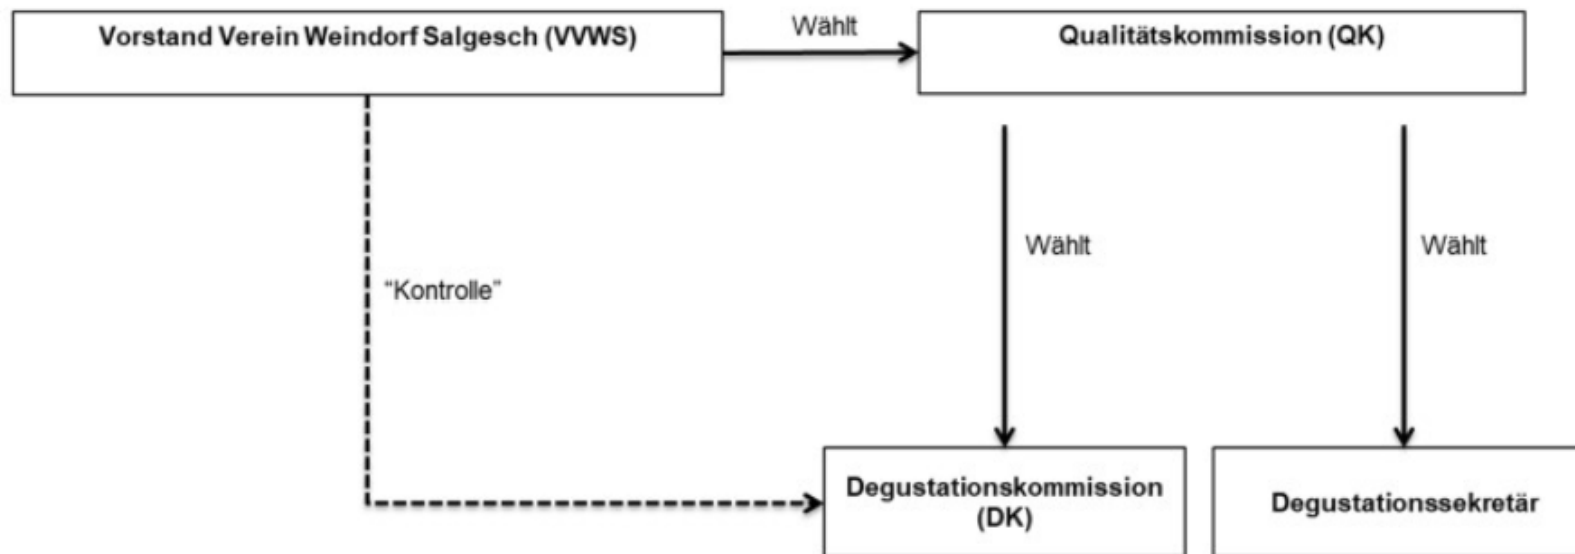 Vorstand Verein Weindorf Salgesch (VVWS)
Wählt
Qualitätskommission (QK)
Wählt
Wählt
“Kontrolle”
Degustationskommission
(DK)
Degustationssekretär